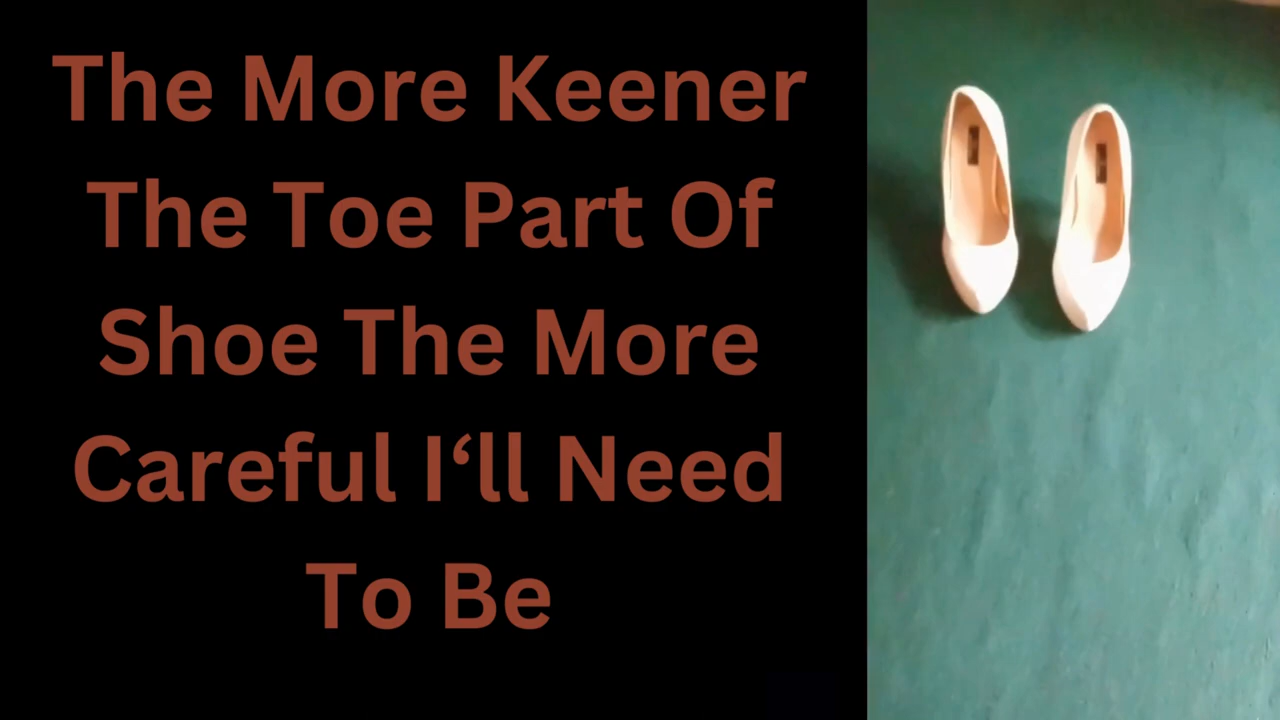 The More Keener
The Toe Part Of
Shoe The More
Careful I‘ll Need
To Be